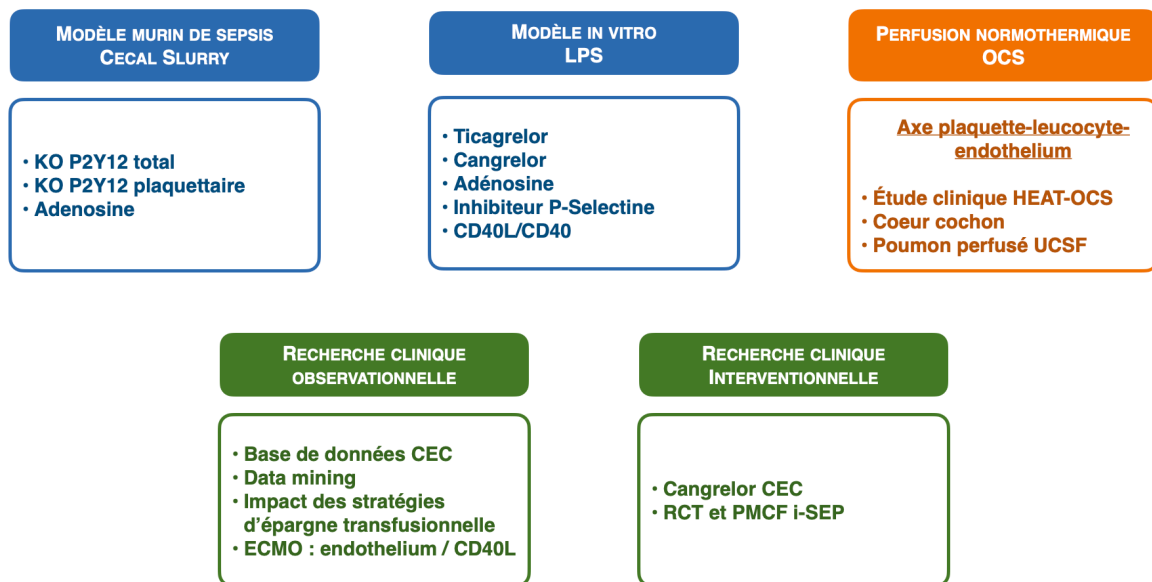 MODÈLE MURIN DE SEPSIS
CECAL SLURRY
• KO P2Y12 total
• KO P2Y12 plaquettaire
• Adenosine
MODÈLE IN VITRO
LPS
• Ticagrelor
• Cangrelor
• Adénosine
• Inhibiteur P-Selectine
• CD40L/CD40
PERFUSION NORMOTHERMIQUE
OCS
Axe plaquette-leucocyte-
endothelium
• Étude clinique HEAT-OCS
• Coeur cochon
• Poumon perfusé UCSF
RECHERCHE CLINIQUE
OBSERVATIONNELLE
• Base de données CEC
• Data mining
• Impact des stratégies
d'épargne transfusionnelle
• ECMO : endothelium / CD40L
RECHERCHE CLINIQUE
INTERVENTIONNELLE
• Cangrelor CEC
• RCT et PMCF i-SEP